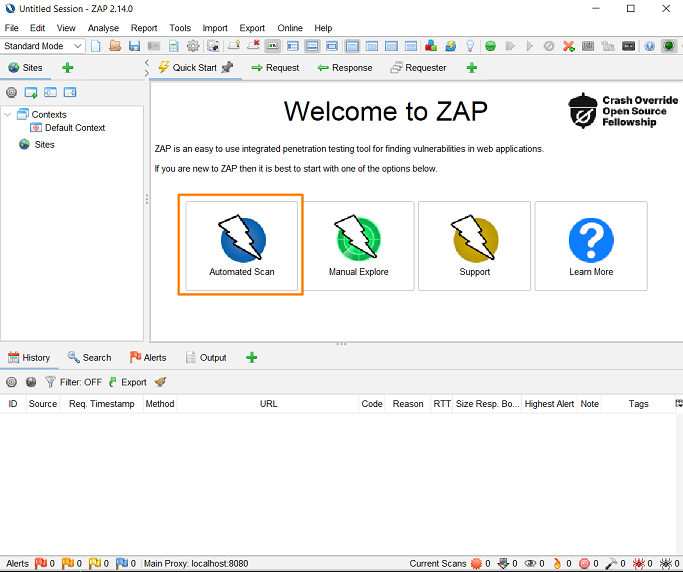 Untitled Session - ZAP 2.14.0
File Edit View Analyse Report Tools Import Export Online Help
Standard Mode
Sites
Quick Start
Request
Response
Requester
Contexts
Default Context
Sites
Welcome to ZAP
Crash Override
Open Source
Fellowship
ZAP is an easy to use integrated penetration testing tool for finding vulnerabilities in web applications.
If you are new to ZAP then it is best to start with one of the options below.
Automated Scan
Manual Explore
Support
Learn More
History
Search
Alerts
Output
Filter: OFF
Export
ID Source Req. Timestamp Method URL Code Reason RTT Size Resp. Bo... Highest Alert Note Tags
Alerts 0 0 0 0 Main Proxy: localhost:8080 Current Scans 0 0 0 0 0 0 0 0